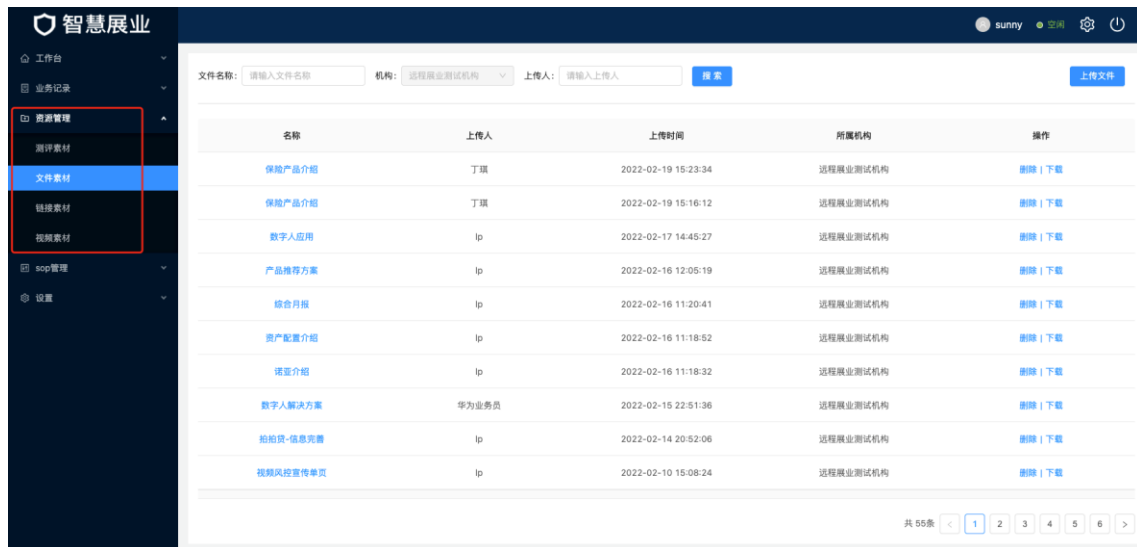 智慧展业
sunny 空闲
工作台
业务记录
资源管理
测评素材
文件素材
链接素材
视频素材
sop管理
设置
文件名称: 请输入文件名称 机构: 远程展业测试机构 上传人: 请输入上传人 搜 索 上传文件
名称 上传人 上传时间 所属机构 操作
保险产品介绍 丁琪 2022-02-19 15:23:34 远程展业测试机构 删除 | 下载
保险产品介绍 丁琪 2022-02-19 15:16:12 远程展业测试机构 删除 | 下载
数字人应用 lp 2022-02-17 14:45:27 远程展业测试机构 删除 | 下载
产品推荐方案 lp 2022-02-16 12:05:19 远程展业测试机构 删除 | 下载
综合月报 lp 2022-02-16 11:20:41 远程展业测试机构 删除 | 下载
资产配置介绍 lp 2022-02-16 11:18:52 远程展业测试机构 删除 | 下载
诺亚介绍 lp 2022-02-16 11:18:32 远程展业测试机构 删除 | 下载
数字人解决方案 华为业务员 2022-02-15 22:51:36 远程展业测试机构 删除 | 下载
拍拍贷-信息完善 lp 2022-02-14 20:52:06 远程展业测试机构 删除 | 下载
视频风控宣传单页 lp 2022-02-10 15:08:24 远程展业测试机构 删除 | 下载
共 55条 < 1 2 3 4 5 6 >